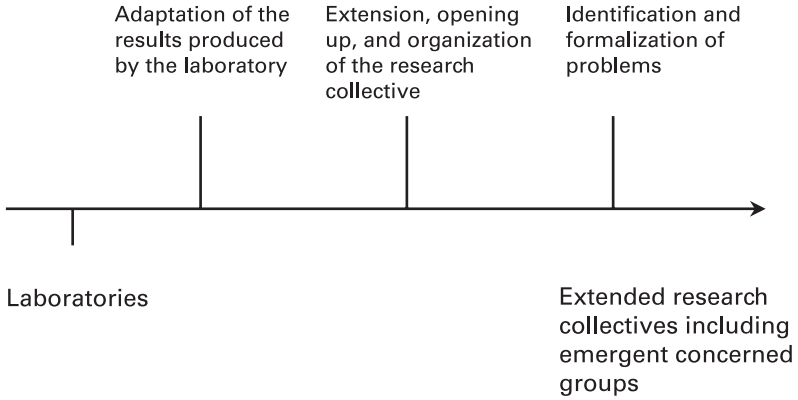 Adaptation of the
results produced
by the laboratory
Extension, opening
up, and organization
of the research
collective
Identification and
formalization of
problems
Laboratories
Extended research
collectives including
emergent concerned
groups